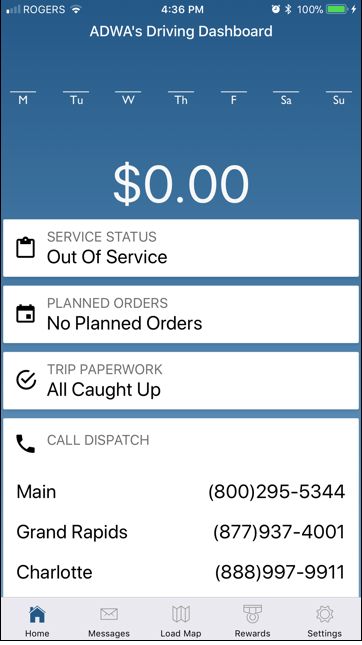 ROGERS 4:36 PM 100%
ADWA's Driving Dashboard
M Tu W Th F Sa Su
$0.00
SERVICE STATUS
Out Of Service
PLANNED ORDERS
No Planned Orders
TRIP PAPERWORK
All Caught Up
CALL DISPATCH
Main (800)295-5344
Grand Rapids (877)937-4001
Charlotte (888)997-9911
Home Messages Load Map Rewards Settings